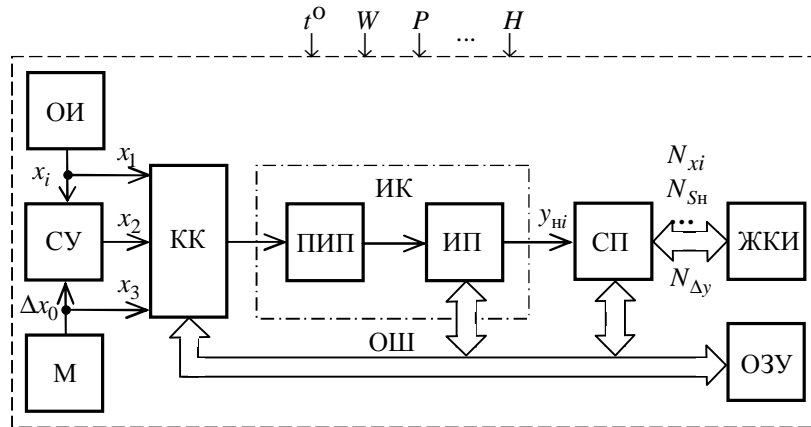 t° W P ... H
ОИ
x1
xi
ИК
Nxi
NSн
...
СУ
x2
КК
ПИП
ИП
yнi
СП
ЖКИ
x3
Δx0
NΔy
ОШ
М
ОЗУ